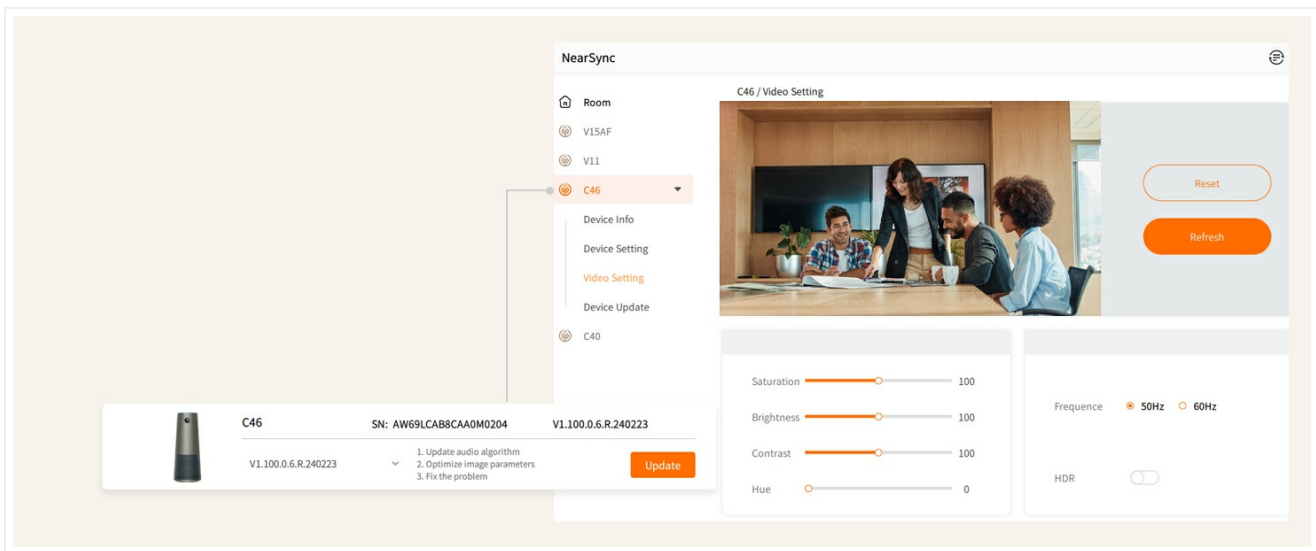 NearSync
Room
V15AF
V11
C46
Device Info
Device Setting
Video Setting
Device Update
C40
C46 / Video Setting
Reset
Refresh
Saturation 100
Brightness 100
Contrast 100
Hue 0
Frequence 50Hz 60Hz
HDR
C46 SN: AW69LCAB8CAA0M0204 V1.100.0.6.R.240223
V1.100.0.6.R.240223
1. Update audio algorithm
2. Optimize image parameters
3. Fix the problem
Update